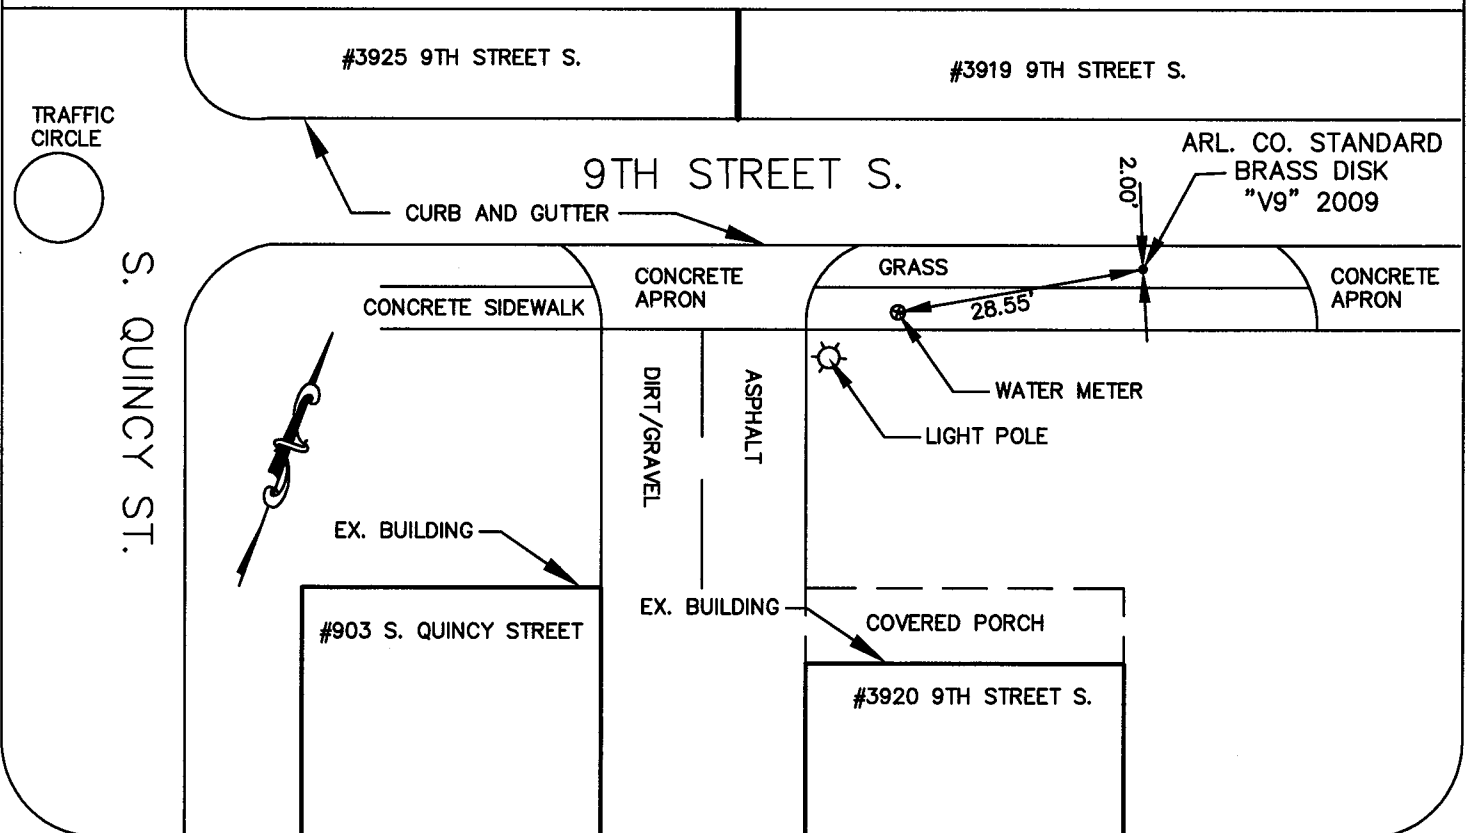 #3925 9TH STREET S.
#3919 9TH STREET S.
TRAFFIC
CIRCLE
ARL. CO. STANDARD
BRASS DISK
"V9" 2009
9TH STREET S.
2.00'
CURB AND GUTTER
S. QUINCY ST.
GRASS
CONCRETE
APRON
CONCRETE
APRON
CONCRETE SIDEWALK
28.55'
DIRT/GRAVEL
ASPHALT
WATER METER
LIGHT POLE
EX. BUILDING
EX. BUILDING
COVERED PORCH
#903 S. QUINCY STREET
#3920 9TH STREET S.